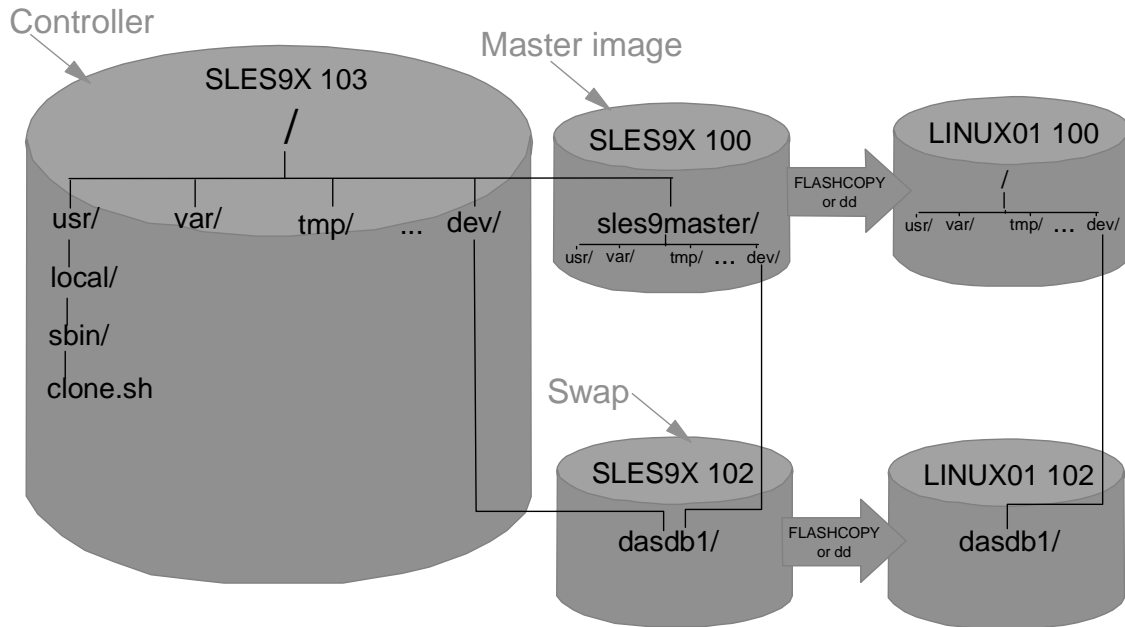 Controller
SLES9X 103
/
usr/ var/ tmp/ ... dev/
local/
sbin/
clone.sh
Master image
SLES9X 100
sles9master/
usr/ var/ tmp/ ... dev/
FLASHCOPY
or dd
LINUX01 100
/
usr/ var/ tmp/ ... dev/
Swap
SLES9X 102
dasdb1/
FLASHCOPY
or dd
LINUX01 102
dasdb1/